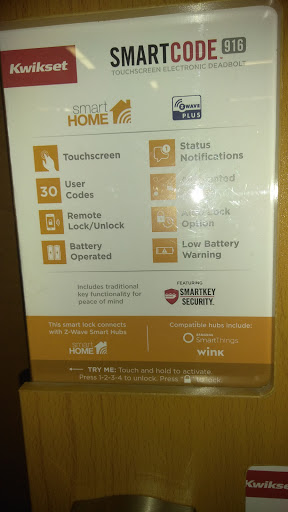 Kwikset
SMARTCODE 916
TOUCHSCREEN ELECTRONIC DEADBOLT
smart
HOME
Z WAVE
PLUS
Touchscreen
Status
Notifications
30
User
Codes
Remote
Lock/Unlock
Lock
Option
Battery
Operated
Low Battery
Warning
Includes traditional
key functionality for
peace of mind
FEATURING
SMARTKEY
SECURITY.
This smart lock connects
with Z-Wave Smart Hubs
smart
HOME
Compatible hubs include:
SmartThings
wink
TRY ME: Touch and hold to activate.
Press 1-2-3-4 to unlock. Press " " to lock.
Kwikset